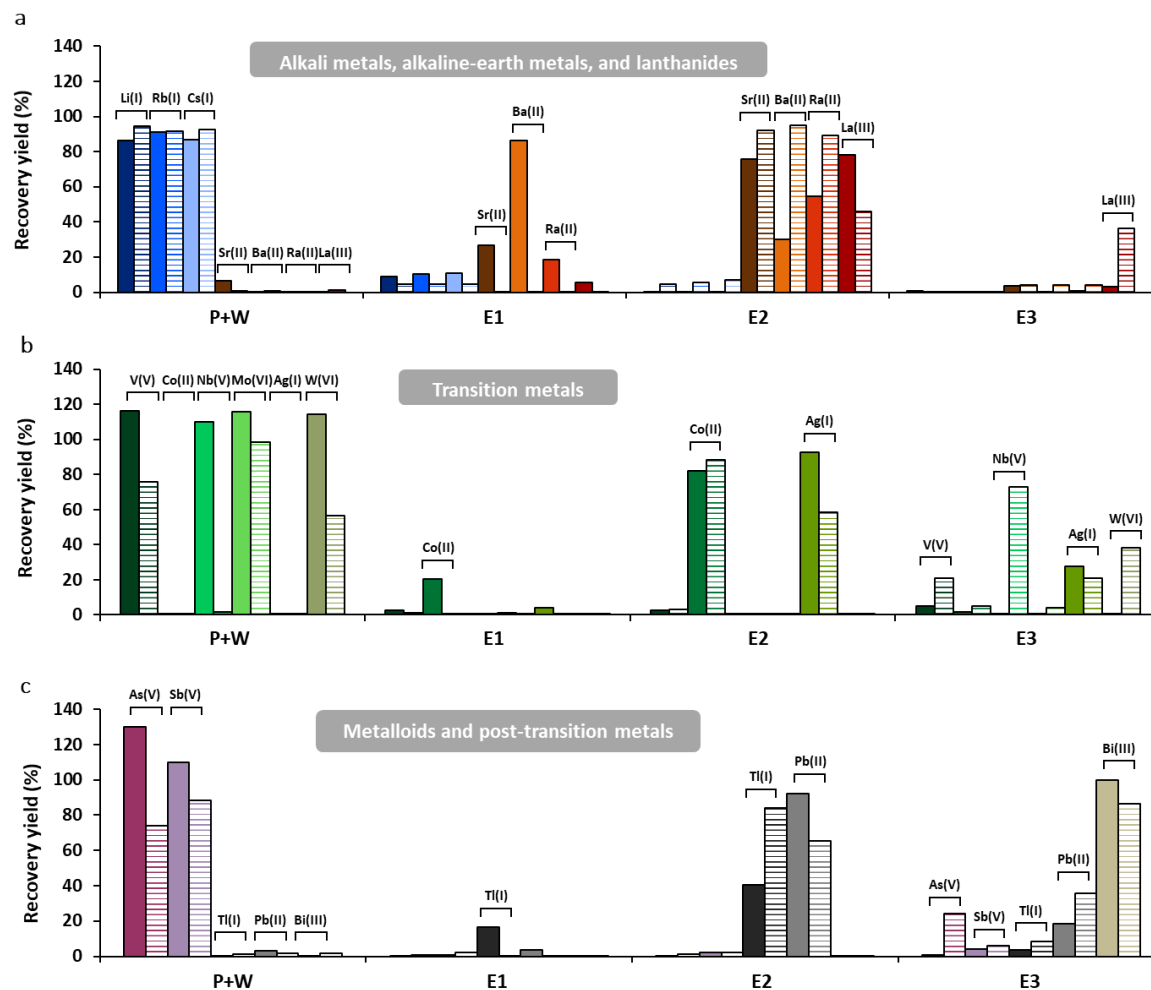 a
Alkali metals, alkaline-earth metals, and lanthanides
Recovery yield (%)
140
120
100
80
60
40
20
0
Li(I) Rb(I) Cs(I)
Sr(II) Ba(II) Ra(II) La(III)
Sr(II)
Ba(II)
Ra(II)
Sr(II) Ba(II) Ra(II)
La(III)
La(III)
P+W E1 E2 E3
b
Transition metals
Recovery yield (%)
140
120
100
80
60
40
20
0
V(V) Co(II) Nb(V) Mo(VI) Ag(I) W(VI)
Co(II)
Co(II)
Ag(I)
V(V)
Nb(V)
Ag(I)
W(VI)
P+W E1 E2 E3
c
Metalloids and post-transition metals
Recovery yield (%)
140
120
100
80
60
40
20
0
As(V) Sb(V)
Tl(I) Pb(II) Bi(III)
Tl(I)
Tl(I)
Pb(II)
As(V)
Sb(V)
Tl(I)
Pb(II)
Bi(III)
P+W E1 E2 E3